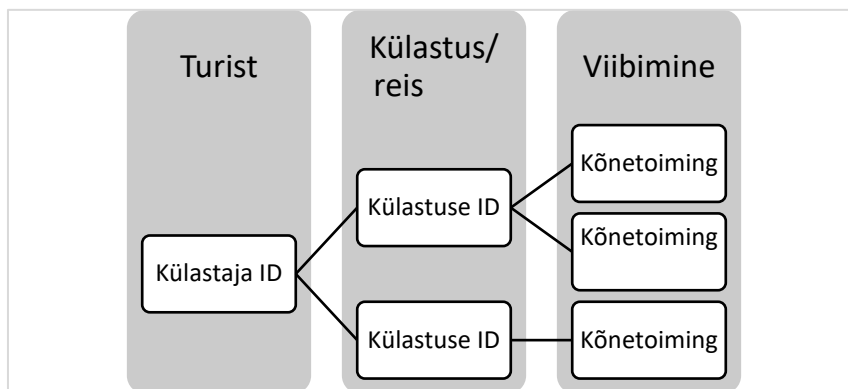 Turist
Külastus/
reis
Viibimine
Külastaja ID
Külastuse ID
Külastuse ID
Kõnetoiming
Kõnetoiming
Kõnetoiming